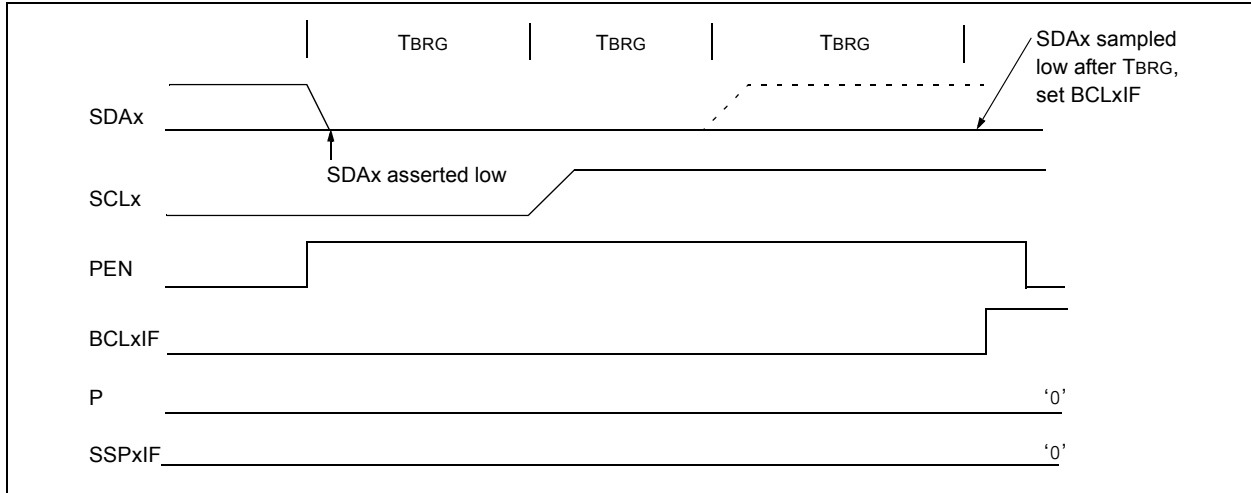 TBRG
TBRG
TBRG
SDAx sampled
low after TBRG,
set BCLxIF
SDAx
SDAx asserted low
SCLx
PEN
BCLxIF
P
‘0’
SSPxIF
‘0’